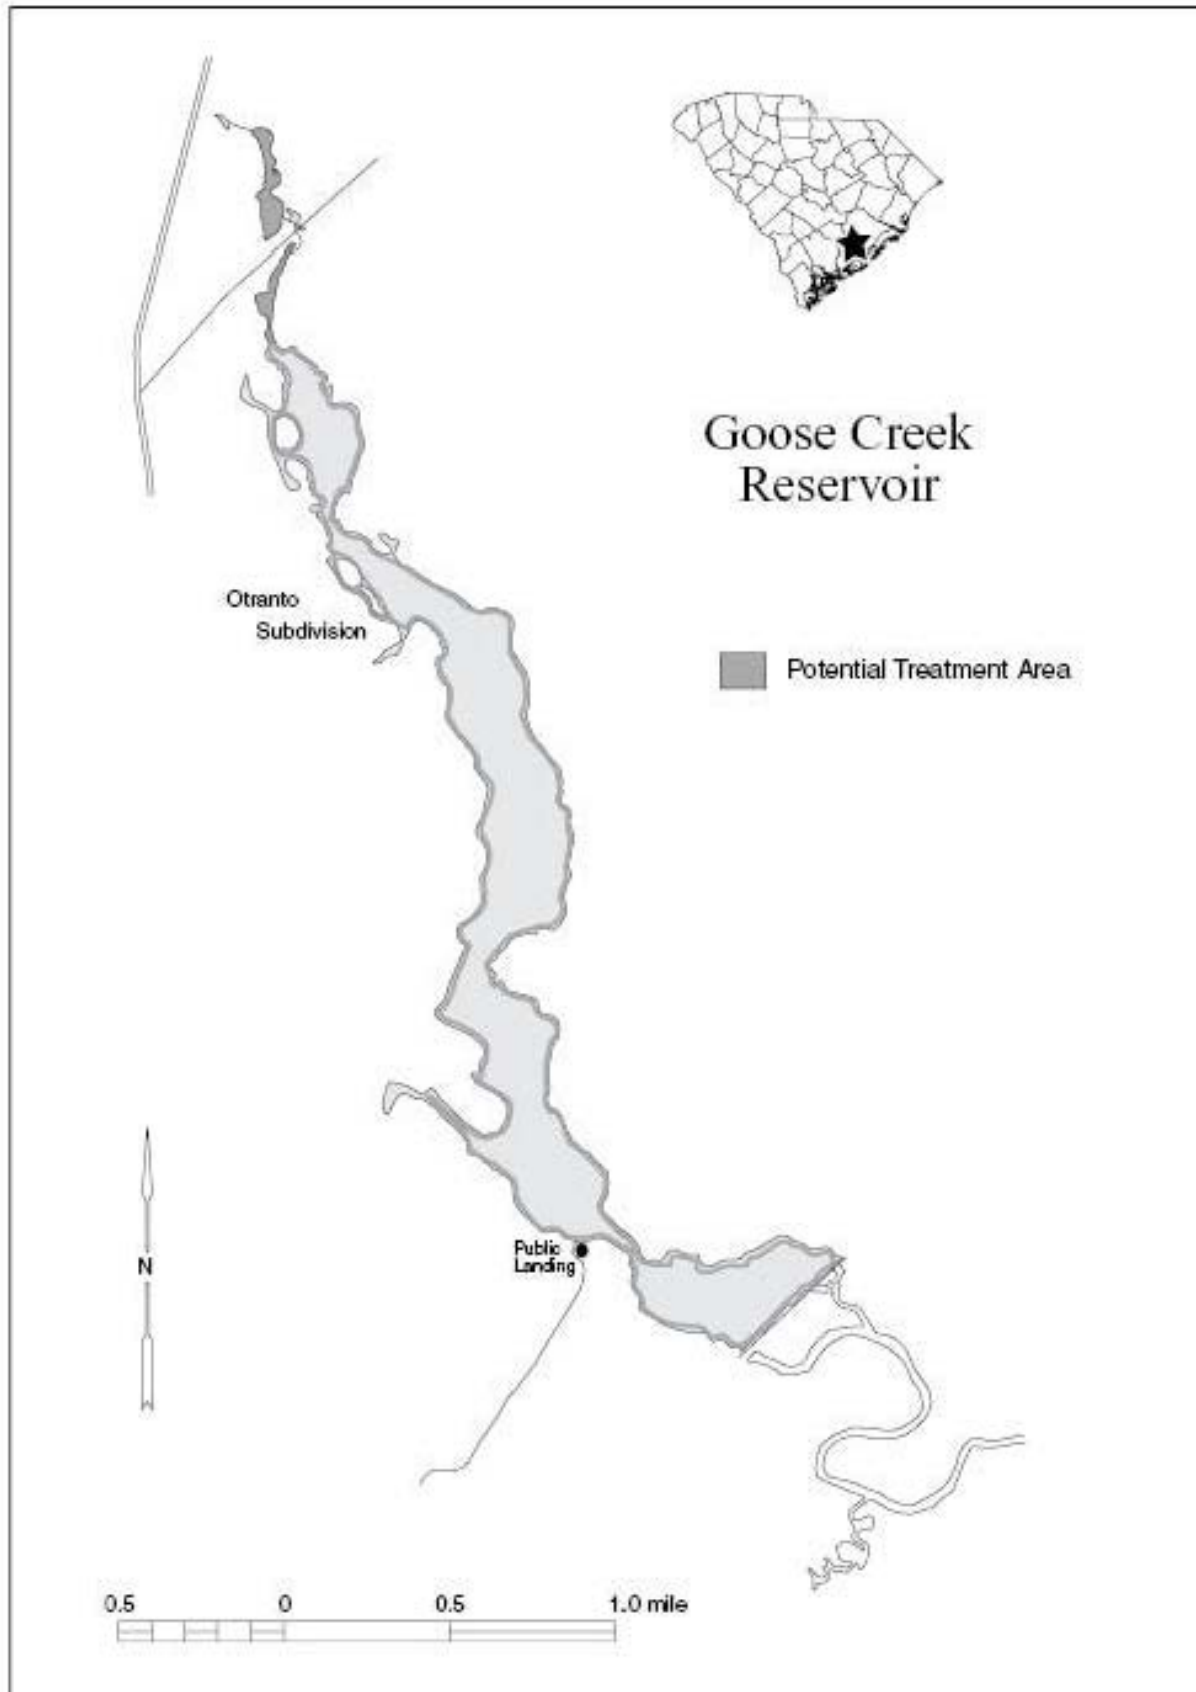 Goose Creek
Reservoir
Otranto
Subdivision
Potential Treatment Area
Public
Landing
N
0.5 0 0.5 1.0 mile